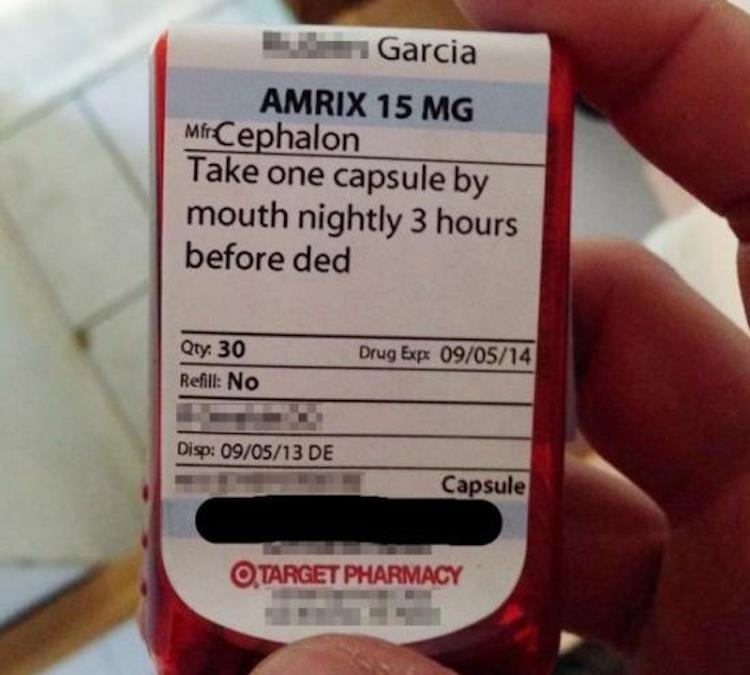 Garcia
AMRIX 15 MG
Mfr: Cephalon
Take one capsule by
mouth nightly 3 hours
before ded
Qty: 30 Drug Exp: 09/05/14
Refill: No
Disp: 09/05/13 DE
Capsule
TARGET PHARMACY